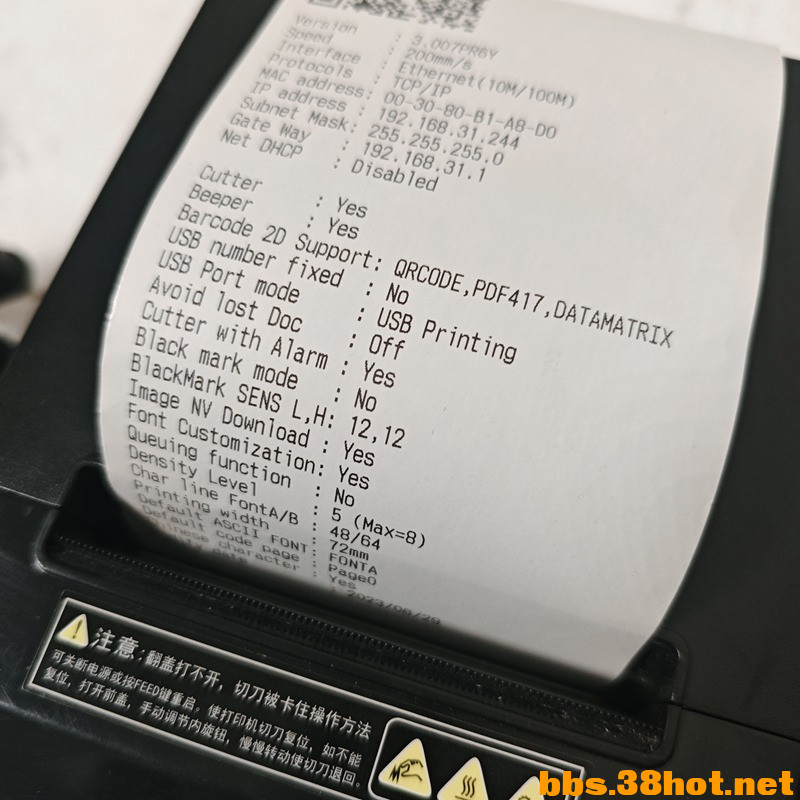 Version : 3.007PR6Y
Speed : 200mm/s
Interface : Ethernet(10M/100M)
Protocols : TCP/IP
MAC address: 00-30-80-B1-A8-D0
IP address : 192.168.31.244
Subnet Mask: 255.255.255.0
Gate Way : 192.168.31.1
Net DHCP : Disabled
Cutter : Yes
Beeper : Yes
Barcode 2D Support: QRCODE,PDF417,DATAMATRIX
USB number fixed : No
USB Port mode : USB Printing
Avoid lost Doc : Off
Cutter with Alarm : Yes
Black mark mode : No
BlackMark SENS L,H: 12,12
Image NV Download : Yes
Font Customization: Yes
Queuing function : No
Density Level : 5 (Max=8)
Char line FontA/B : 48/64
Printing width : 72mm
Default ASCII FONT: FONTA
Default code page : Page0
Chinese character : Yes
date : 2023/08/29
注意: 翻盖打不开，切刀被卡住操作方法
可关断电源或按FEED键重启。使打印机切刀复位，如不能
复位，打开前盖，手动调节内旋钮，慢慢转动使切刀退回。
bbs.38hot.net